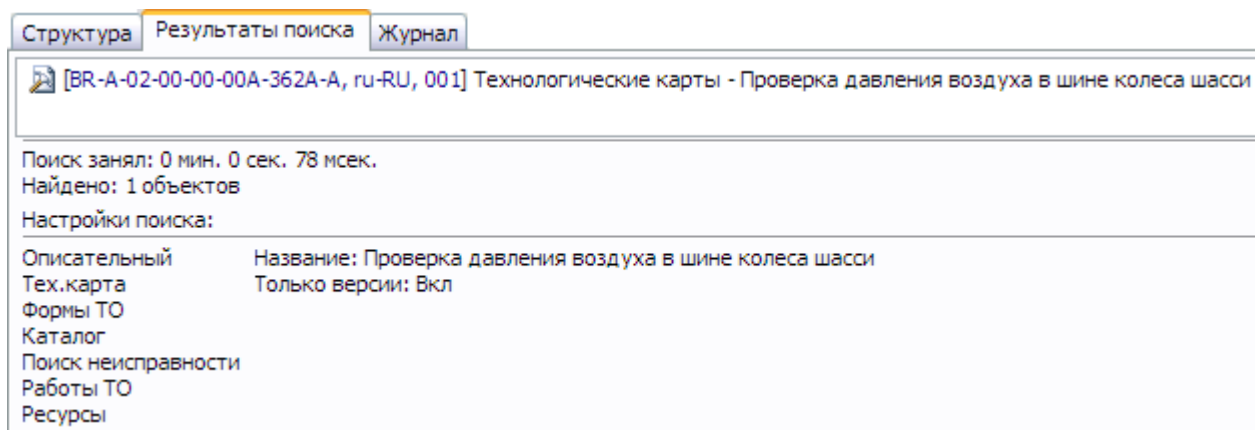 Структура Результаты поиска Журнал
[BR-A-02-00-00-00A-362A-A, ru-RU, 001] Технологические карты - Проверка давления воздуха в шине колеса шасси
Поиск занял: 0 мин. 0 сек. 78 мсек.
Найдено: 1 объектов
Настройки поиска:
Описательный Название: Проверка давления воздуха в шине колеса шасси
Тех.карта Только версии: Вкл
Формы ТО
Каталог
Поиск неисправности
Работы ТО
Ресурсы